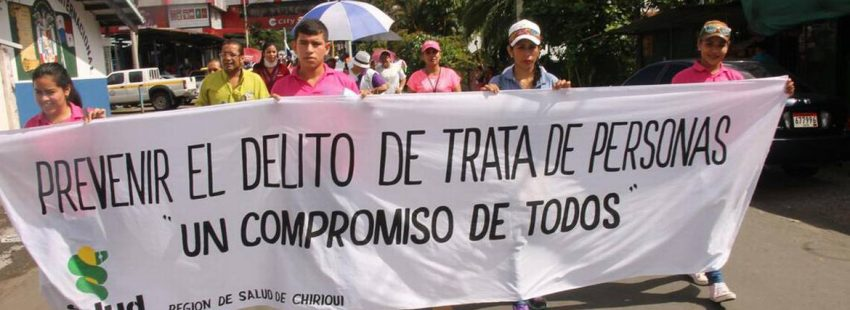 PREVENIR EL DELITO DE TRATA DE PERSONAS
"UN COMPROMISO DE TODOS"
REGION DE SALUD DE CHIRIQUI